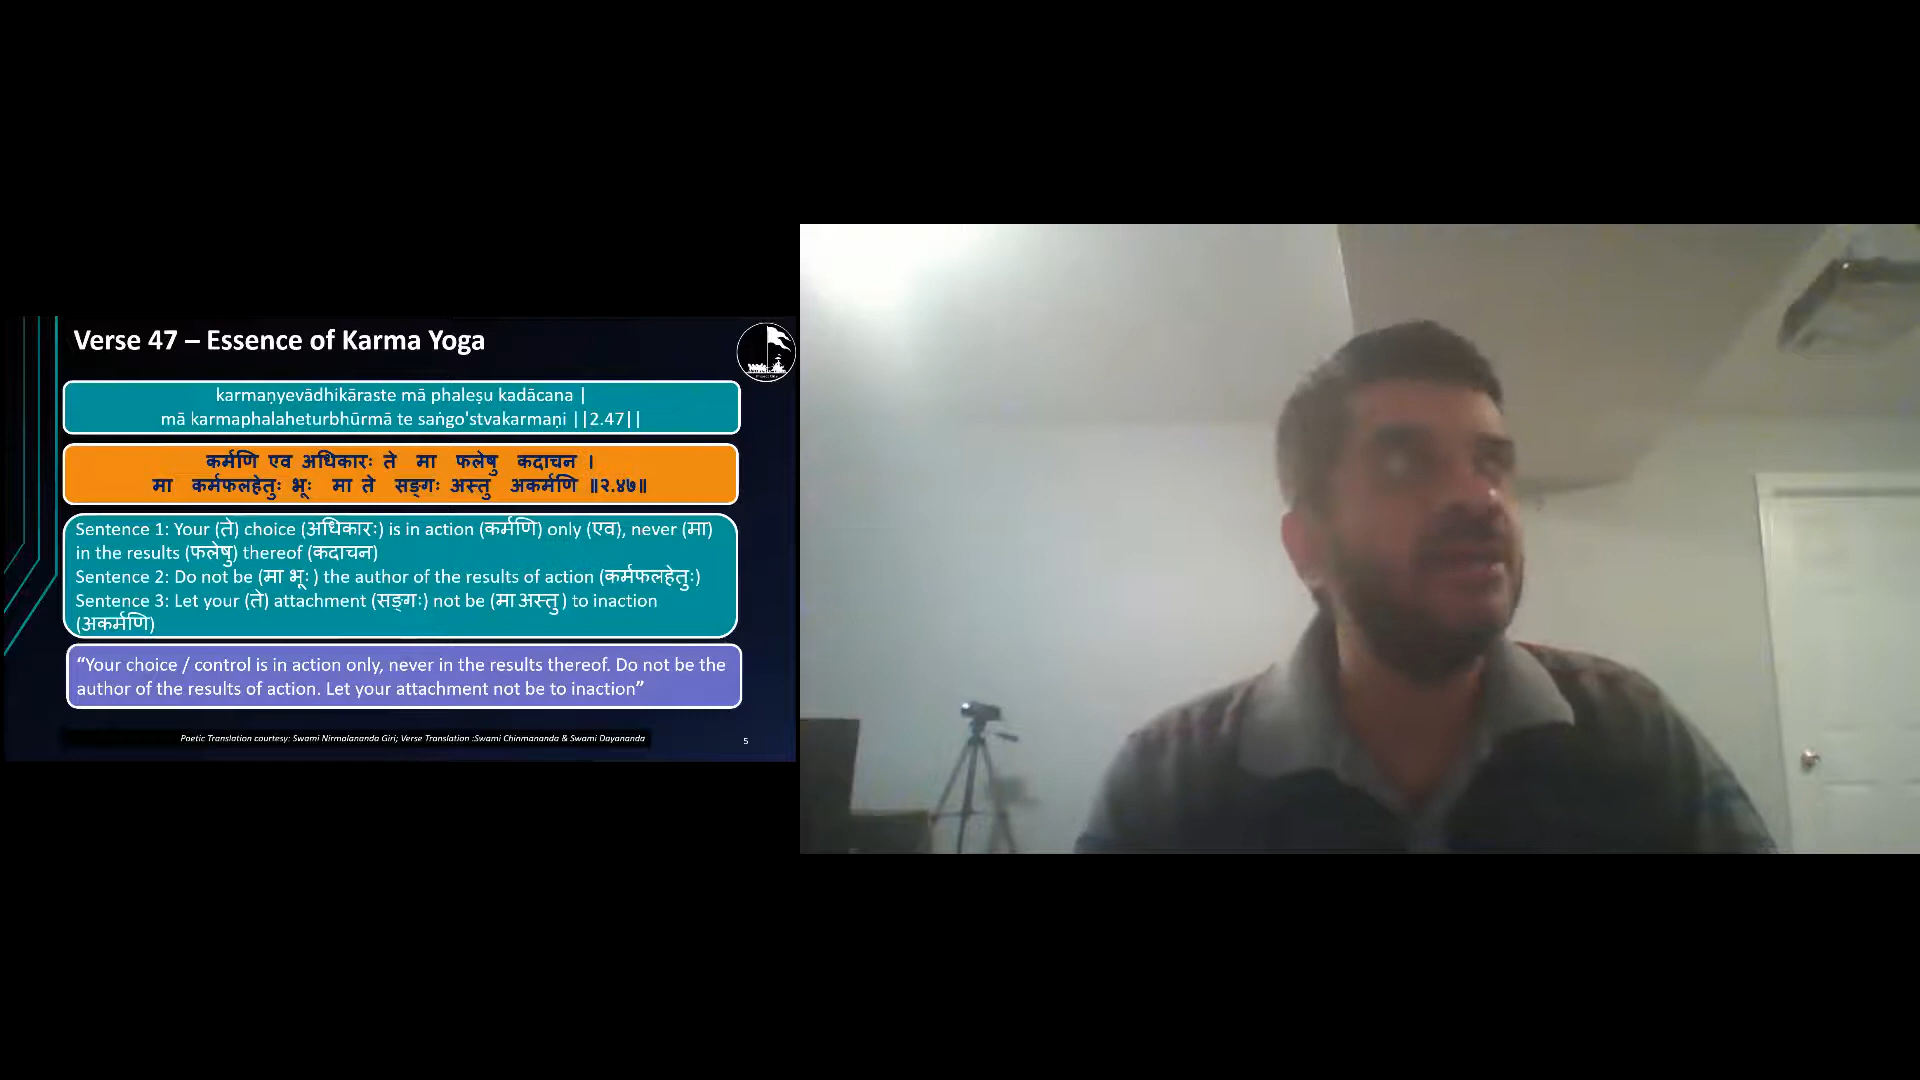 Verse 47 – Essence of Karma Yoga
karmaṇyevādhikāraste mā phaleṣu kadācana |
mā karmaphalaheturbhūrmā te saṅgo'stvakarmaṇi ||2.47||
कर्मणि एव अधिकारः ते मा फलेषु कदाचन ।
मा कर्मफलहेतुः भूः मा ते सङ्गः अस्तु अकर्मणि ॥२.४७॥
Sentence 1: Your (ते) choice (अधिकारः) is in action (कर्मणि) only (एव), never (मा)
in the results (फलेषु) thereof (कदाचन)
Sentence 2: Do not be (मा भूः ) the author of the results of action (कर्मफलहेतुः)
Sentence 3: Let your (ते) attachment (सङ्गः) not be (मा अस्तु ) to inaction
(अकर्मणि)
“Your choice / control is in action only, never in the results thereof. Do not be the
author of the results of action. Let your attachment not be to inaction”
Poetic Translation courtesy: Swami Nirmalananda Giri; Verse Translation :Swami Chinmananda & Swami Dayananda
5